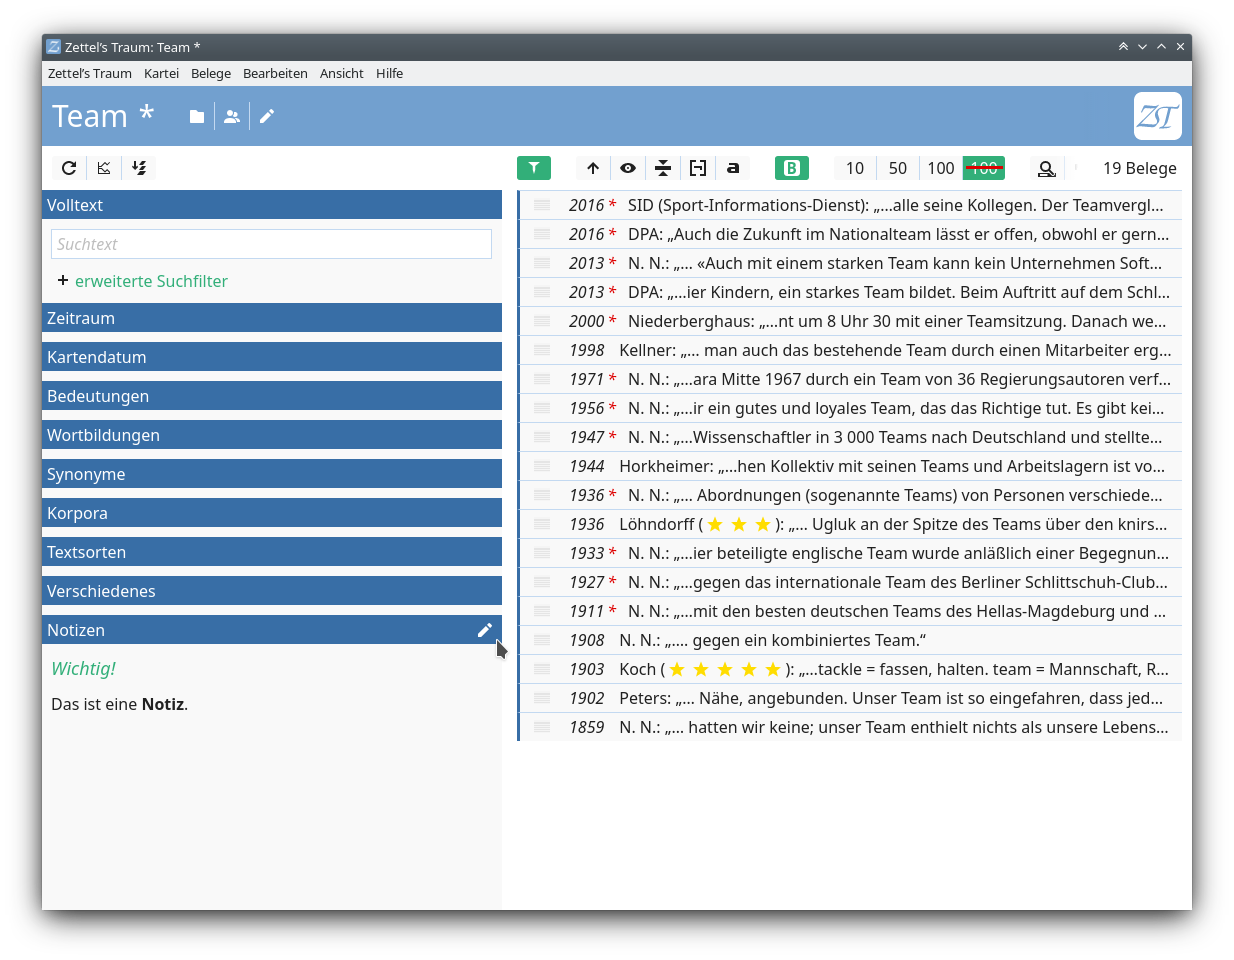 Zettel’s Traum: Team *
Zettel’s Traum Kartei Belege Bearbeiten Ansicht Hilfe
Team *
ZT
B 10 50 100 100 19 Belege
Volltext
Suchtext
+ erweiterte Suchfilter
Zeitraum
Kartendatum
Bedeutungen
Wortbildungen
Synonyme
Korpora
Textsorten
Verschiedenes
Notizen
Wichtig!
Das ist eine Notiz.
2016 * SID (Sport-Informations-Dienst): „…alle seine Kollegen. Der Teamvergl…
2016 * DPA: „Auch die Zukunft im Nationalteam lässt er offen, obwohl er gern…
2013 * N. N.: „… «Auch mit einem starken Team kann kein Unternehmen Soft…
2013 * DPA: „…ier Kindern, ein starkes Team bildet. Beim Auftritt auf dem Schl…
2000 * Niederberghaus: „…nt um 8 Uhr 30 mit einer Teamsitzung. Danach we…
1998 Kellner: „… man auch das bestehende Team durch einen Mitarbeiter erg…
1971 * N. N.: „…ara Mitte 1967 durch ein Team von 36 Regierungsautoren verf…
1956 * N. N.: „…ir ein gutes und loyales Team, das das Richtige tut. Es gibt kei…
1947 * N. N.: „…Wissenschaftler in 3 000 Teams nach Deutschland und stellte…
1944 Horkheimer: „…hen Kollektiv mit seinen Teams und Arbeitslagern ist vo…
1936 * N. N.: „… Abordnungen (sogenannte Teams) von Personen verschiede…
1936 Löhndorff ( ★ ★ ★ ): „… Ugluk an der Spitze des Teams über den knirs…
1933 * N. N.: „…ier beteiligte englische Team wurde anläßlich einer Begegnun…
1927 * N. N.: „…gegen das internationale Team des Berliner Schlittschuh-Club…
1911 * N. N.: „…mit den besten deutschen Teams des Hellas-Magdeburg und …
1908 N. N.: „…. gegen ein kombiniertes Team.“
1903 Koch ( ★ ★ ★ ★ ★ ): „…tackle = fassen, halten. team = Mannschaft, R…
1902 Peters: „… Nähe, angebunden. Unser Team ist so eingefahren, dass jed…
1859 N. N.: „… hatten wir keine; unser Team enthielt nichts als unsere Lebens…